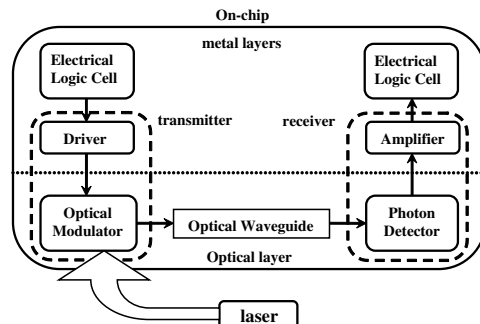 On-chip
metal layers
Electrical
Logic Cell
Electrical
Logic Cell
transmitter
receiver
Driver
Amplifier
Optical
Modulator
Optical Waveguide
Photon
Detector
Optical layer
laser